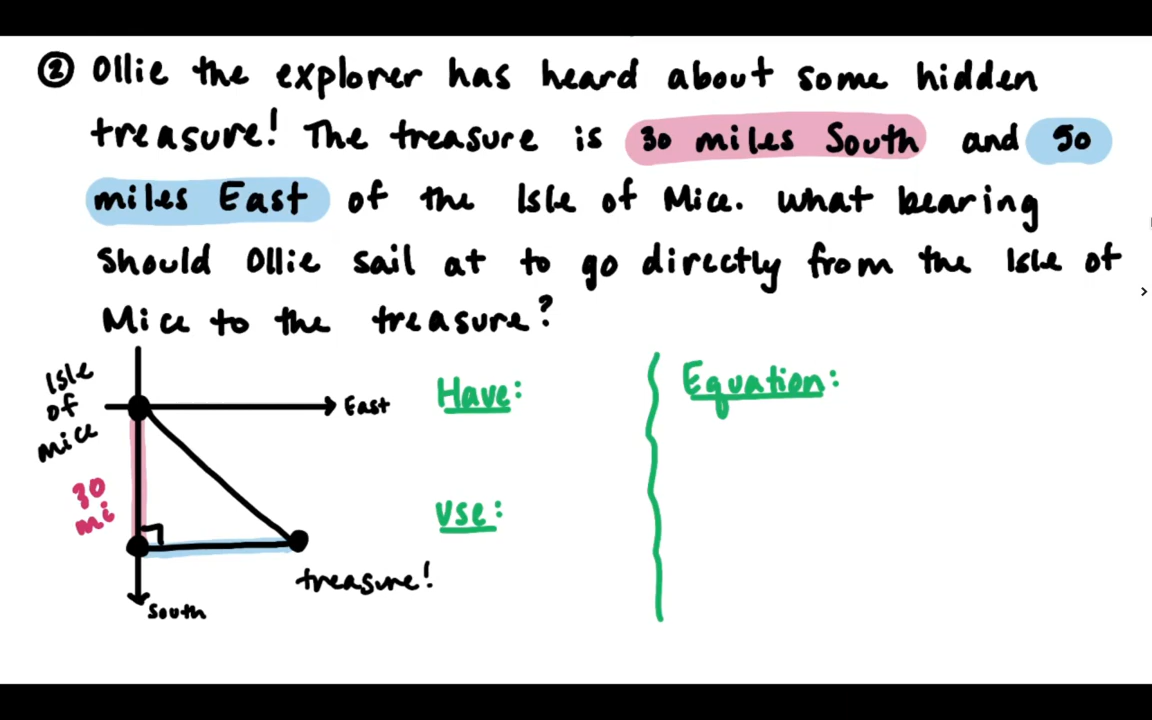 ② Ollie the explorer has heard about some hidden
treasure! The treasure is 30 miles South and 50
miles East of the Isle of Mice. What bearing
should Ollie sail at to go directly from the Isle of
Mice to the treasure?
Isle
of
mice
East
Have:
Equation:
30
mi
Use:
treasure!
South